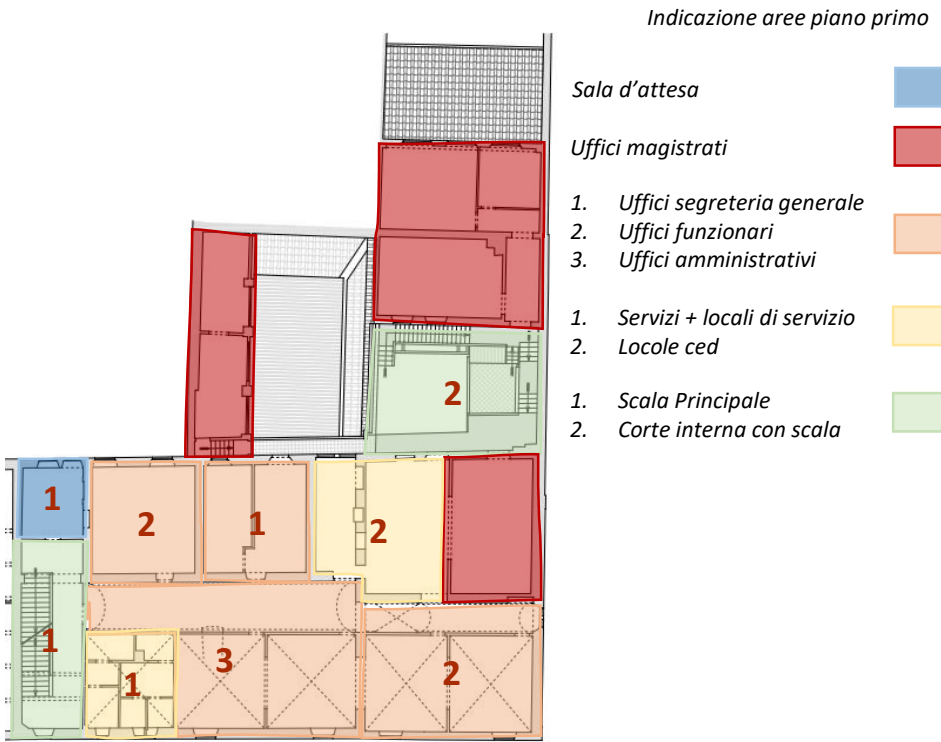 Indicazione aree piano primo
Sala d'attesa
Uffici magistrati
1. Uffici segreteria generale
2. Uffici funzionari
3. Uffici amministrativi
1. Servizi + locali di servizio
2. Locole ced
1. Scala Principale
2. Corte interna con scala
2
1
2
1
2
1
1
3
2